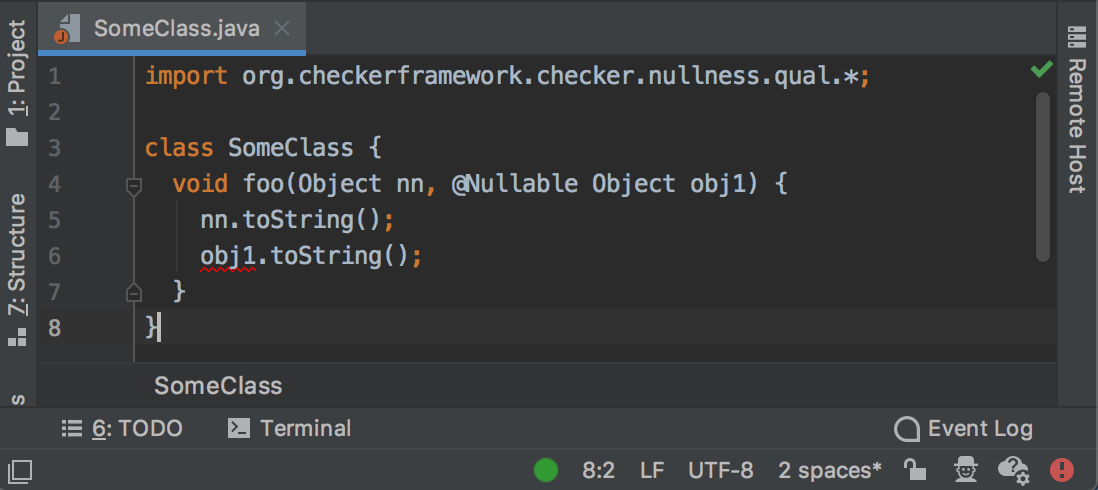 SomeClass.java
1: Project
7: Structure
s
Remote Host
1 import org.checkerframework.checker.nullness.qual.*;
2
3 class SomeClass {
4 void foo(Object nn, @Nullable Object obj1) {
5 nn.toString();
6 obj1.toString();
7 }
8 }
SomeClass
6: TODO Terminal Event Log
8:2 LF UTF-8 2 spaces*